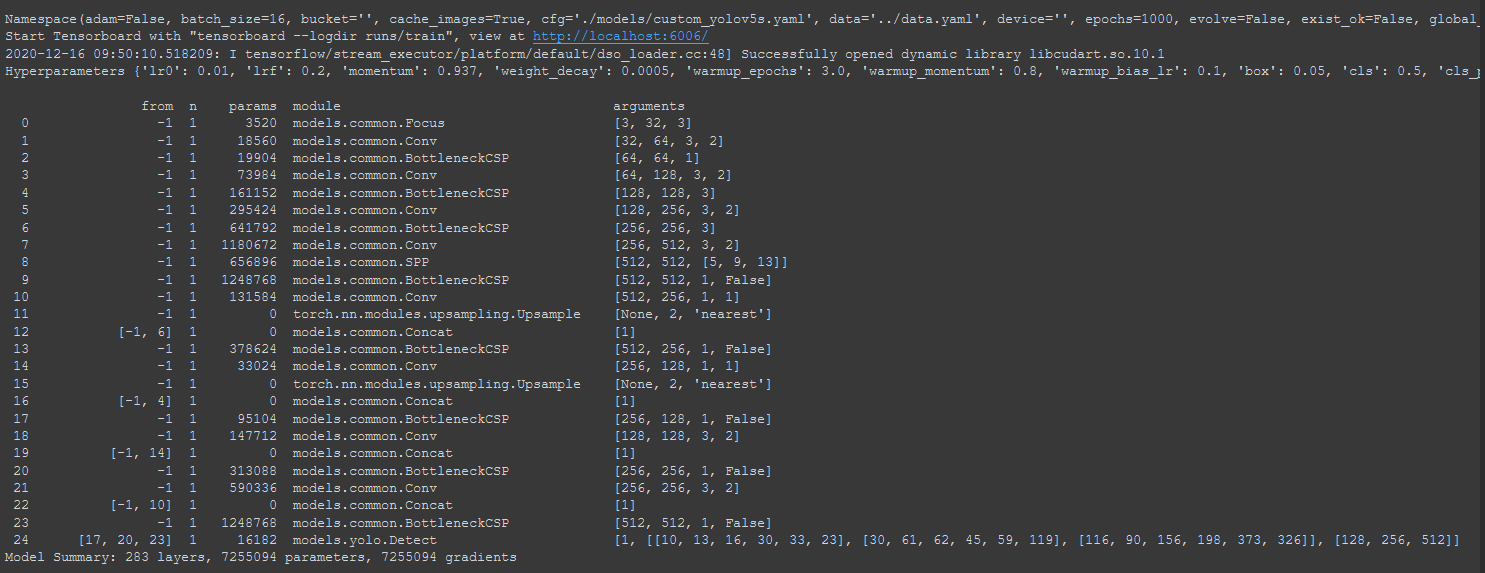 Namespace(adam=False, batch_size=16, bucket='', cache_images=True, cfg='./models/custom_yolov5s.yaml', data='../data.yaml', device='', epochs=1000, evolve=False, exist_ok=False, global_
Start Tensorboard with "tensorboard --logdir runs/train", view at http://localhost:6006/
2020-12-16 09:50:10.518209: I tensorflow/stream_executor/platform/default/dso_loader.cc:48] Successfully opened dynamic library libcudart.so.10.1
Hyperparameters {'lr0': 0.01, 'lrf': 0.2, 'momentum': 0.937, 'weight_decay': 0.0005, 'warmup_epochs': 3.0, 'warmup_momentum': 0.8, 'warmup_bias_lr': 0.1, 'box': 0.05, 'cls': 0.5, 'cls_p
from n params module arguments
0 -1 1 3520 models.common.Focus [3, 32, 3]
1 -1 1 18560 models.common.Conv [32, 64, 3, 2]
2 -1 1 19904 models.common.BottleneckCSP [64, 64, 1]
3 -1 1 73984 models.common.Conv [64, 128, 3, 2]
4 -1 1 161152 models.common.BottleneckCSP [128, 128, 3]
5 -1 1 295424 models.common.Conv [128, 256, 3, 2]
6 -1 1 641792 models.common.BottleneckCSP [256, 256, 3]
7 -1 1 1180672 models.common.Conv [256, 512, 3, 2]
8 -1 1 656896 models.common.SPP [512, 512, [5, 9, 13]]
9 -1 1 1248768 models.common.BottleneckCSP [512, 512, 1, False]
10 -1 1 131584 models.common.Conv [512, 256, 1, 1]
11 -1 1 0 torch.nn.modules.upsampling.Upsample [None, 2, 'nearest']
12 [-1, 6] 1 0 models.common.Concat [1]
13 -1 1 378624 models.common.BottleneckCSP [512, 256, 1, False]
14 -1 1 33024 models.common.Conv [256, 128, 1, 1]
15 -1 1 0 torch.nn.modules.upsampling.Upsample [None, 2, 'nearest']
16 [-1, 4] 1 0 models.common.Concat [1]
17 -1 1 95104 models.common.BottleneckCSP [256, 128, 1, False]
18 -1 1 147712 models.common.Conv [128, 128, 3, 2]
19 [-1, 14] 1 0 models.common.Concat [1]
20 -1 1 313088 models.common.BottleneckCSP [256, 256, 1, False]
21 -1 1 590336 models.common.Conv [256, 256, 3, 2]
22 [-1, 10] 1 0 models.common.Concat [1]
23 -1 1 1248768 models.common.BottleneckCSP [512, 512, 1, False]
24 [17, 20, 23] 1 16182 models.yolo.Detect [1, [[10, 13, 16, 30, 33, 23], [30, 61, 62, 45, 59, 119], [116, 90, 156, 198, 373, 326]], [128, 256, 512]]
Model Summary: 283 layers, 7255094 parameters, 7255094 gradients